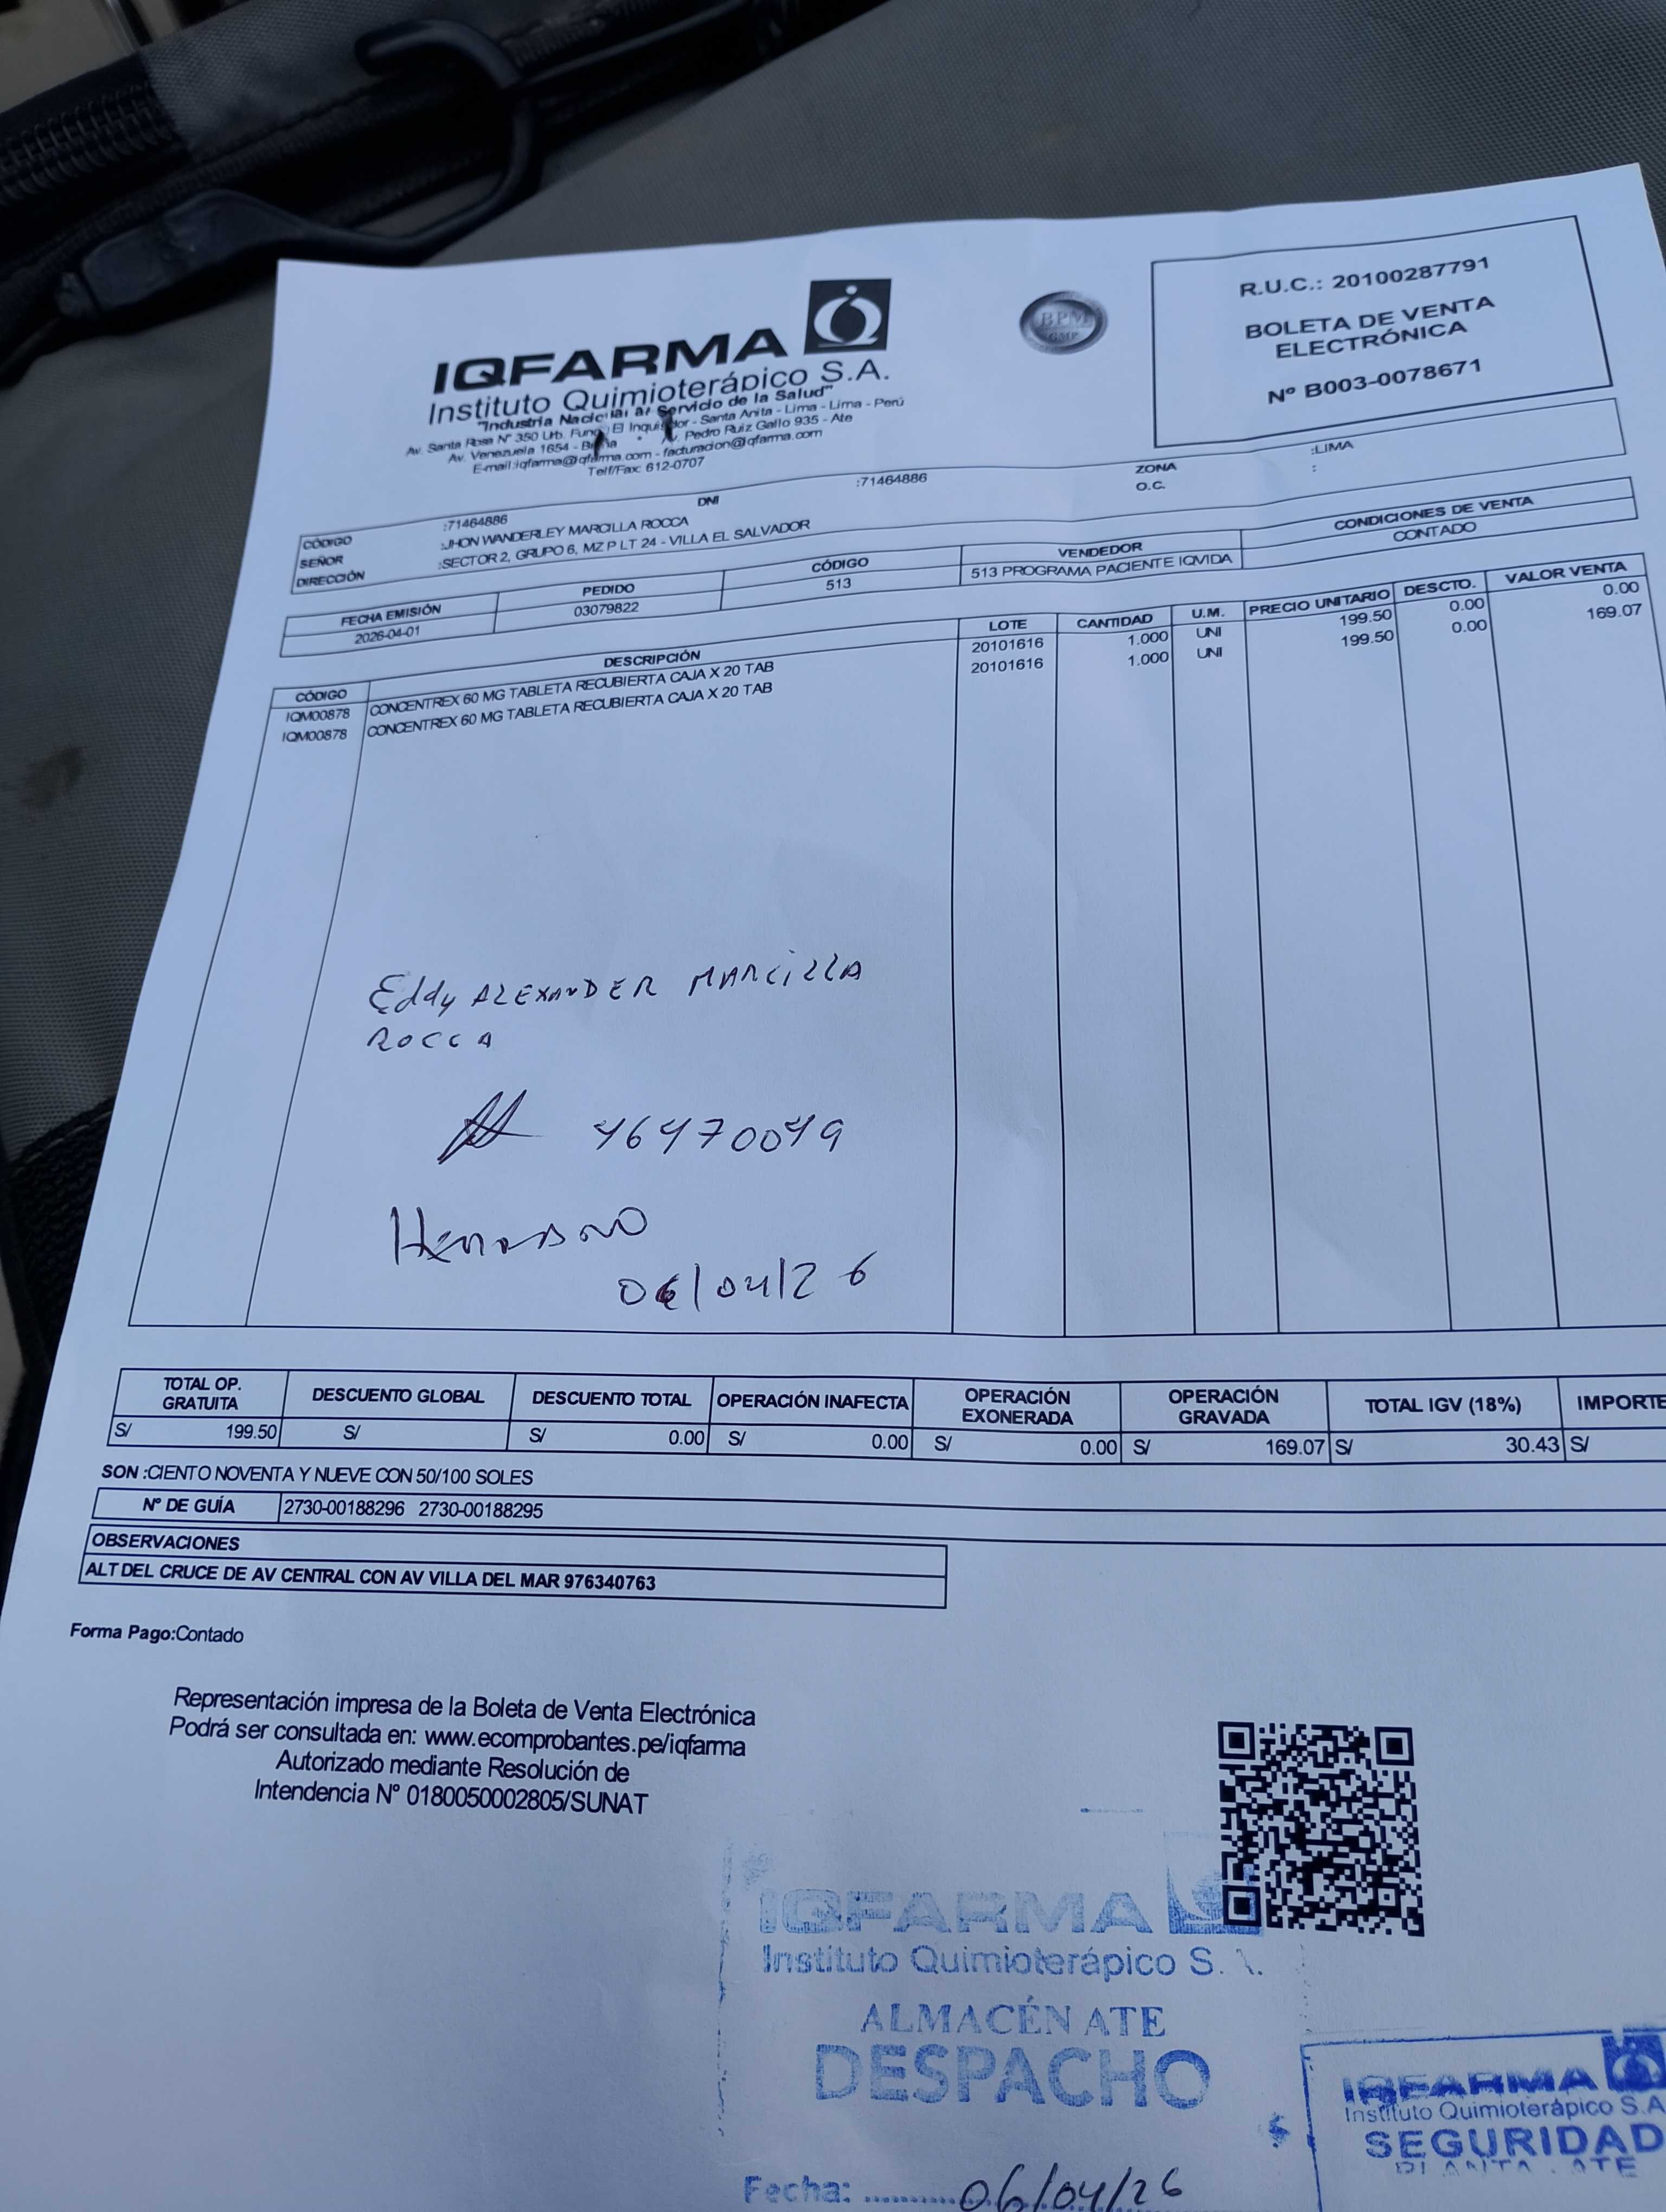 IQFARMA
Instituto Quimioterápico S.A.
"Industria Nacional al Servicio de la Salud"
Av. Santa Rosa N° 350 Urb. Fundo El Inquisidor - Santa Anita - Lima - Lima - Perú
Av. Venezuela 1654 - Breña * Av. Pedro Ruiz Gallo 935 - Ate
E-mail:iqfarma@iqfarma.com - facturacion@iqfarma.com
Telf/Fax: 612-0707
BPM
GMP
R.U.C.: 20100287791
BOLETA DE VENTA
ELECTRÓNICA
Nº B003-0078671
CÓDIGO :71464886 DNI :71464886 ZONA :LIMA
SEÑOR :JHON WANDERLEY MARCILLA ROCCA O.C. :
DIRECCIÓN :SECTOR 2, GRUPO 6, MZ P LT 24 - VILLA EL SALVADOR
FECHA EMISIÓN PEDIDO CÓDIGO VENDEDOR CONDICIONES DE VENTA
2026-04-01 03079822 513 513 PROGRAMA PACIENTE IQVIDA CONTADO
CÓDIGO DESCRIPCIÓN LOTE CANTIDAD U.M. PRECIO UNITARIO DESCTO. VALOR VENTA
IQM00878 CONCENTREX 60 MG TABLETA RECUBIERTA CAJA X 20 TAB 20101616 1.000 UNI 199.50 0.00 0.00
IQM00878 CONCENTREX 60 MG TABLETA RECUBIERTA CAJA X 20 TAB 20101616 1.000 UNI 199.50 0.00 169.07
Eddy ALEXANDER MARCILLA
ROCCA
46470049
Hermano
06/04/26
TOTAL OP. GRATUITA DESCUENTO GLOBAL DESCUENTO TOTAL OPERACIÓN INAFECTA OPERACIÓN EXONERADA OPERACIÓN GRAVADA TOTAL IGV (18%) IMPORTE
S/ 199.50 S/ S/ 0.00 S/ 0.00 S/ 0.00 S/ 169.07 S/ 30.43 S/
SON :CIENTO NOVENTA Y NUEVE CON 50/100 SOLES
Nº DE GUÍA 2730-00188296 2730-00188295
OBSERVACIONES
ALT DEL CRUCE DE AV CENTRAL CON AV VILLA DEL MAR 976340763
Forma Pago:Contado
Representación impresa de la Boleta de Venta Electrónica
Podrá ser consultada en: www.ecomprobantes.pe/iqfarma
Autorizado mediante Resolución de
Intendencia N° 0180050002805/SUNAT
IQFARMA
Instituto Quimioterápico S.A.
ALMACÉN ATE
DESPACHO
Fecha: 06/04/26
IQFARMA
Instituto Quimioterápico S.A
SEGURIDAD
PLANTA - ATE